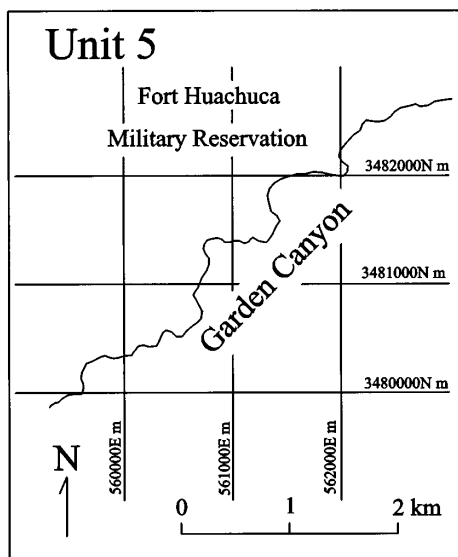 Unit 5
Fort Huachuca
Military Reservation
3482000N m
Garden Canyon
3481000N m
3480000N m
560000E m
561000E m
562000E m
N
0 1 2 km